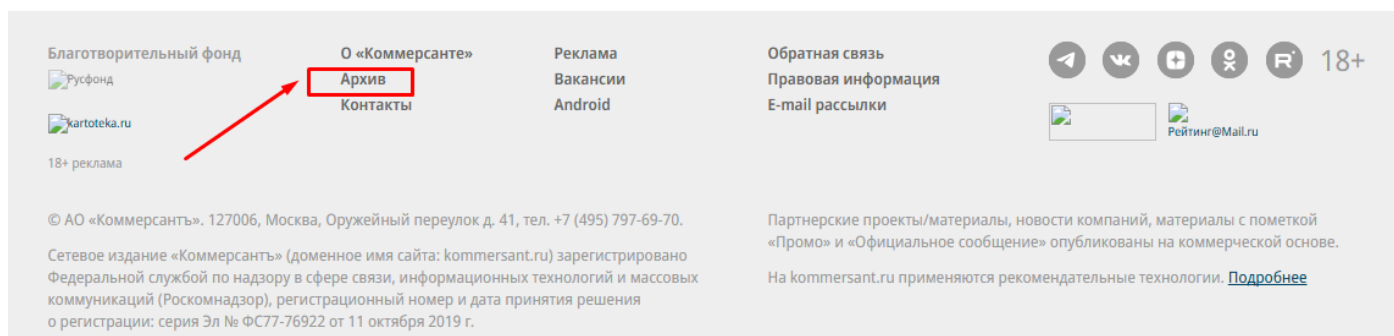 Благотворительный фонд
Русфонд
kartoteka.ru
18+ реклама
О «Коммерсанте»
Архив
Контакты
Реклама
Вакансии
Android
Обратная связь
Правовая информация
E-mail рассылки
18+
Рейтинг@Mail.ru
© АО «Коммерсантъ». 127006, Москва, Оружейный переулок д. 41, тел. +7 (495) 797-69-70.
Сетевое издание «Коммерсантъ» (доменное имя сайта: kommersant.ru) зарегистрировано
Федеральной службой по надзору в сфере связи, информационных технологий и массовых
коммуникаций (Роскомнадзор), регистрационный номер и дата принятия решения
о регистрации: серия Эл № ФС77-76922 от 11 октября 2019 г.
Партнерские проекты/материалы, новости компаний, материалы с пометкой
«Промо» и «Официальное сообщение» опубликованы на коммерческой основе.
На kommersant.ru применяются рекомендательные технологии. Подробнее